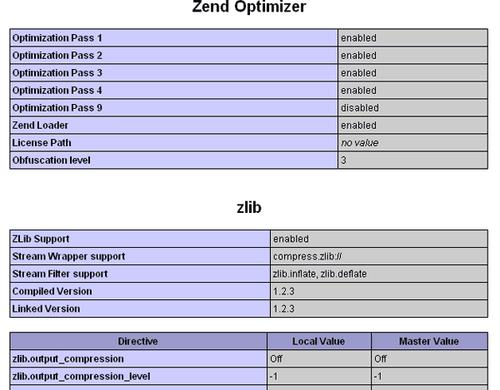 Zend Optimizer
Optimization Pass 1 enabled
Optimization Pass 2 enabled
Optimization Pass 3 enabled
Optimization Pass 4 enabled
Optimization Pass 9 disabled
Zend Loader enabled
License Path no value
Obfuscation level 3
zlib
ZLib Support enabled
Stream Wrapper support compress.zlib://
Stream Filter support zlib.inflate, zlib.deflate
Compiled Version 1.2.3
Linked Version 1.2.3
Directive Local Value Master Value
zlib.output_compression Off Off
zlib.output_compression_level -1 -1